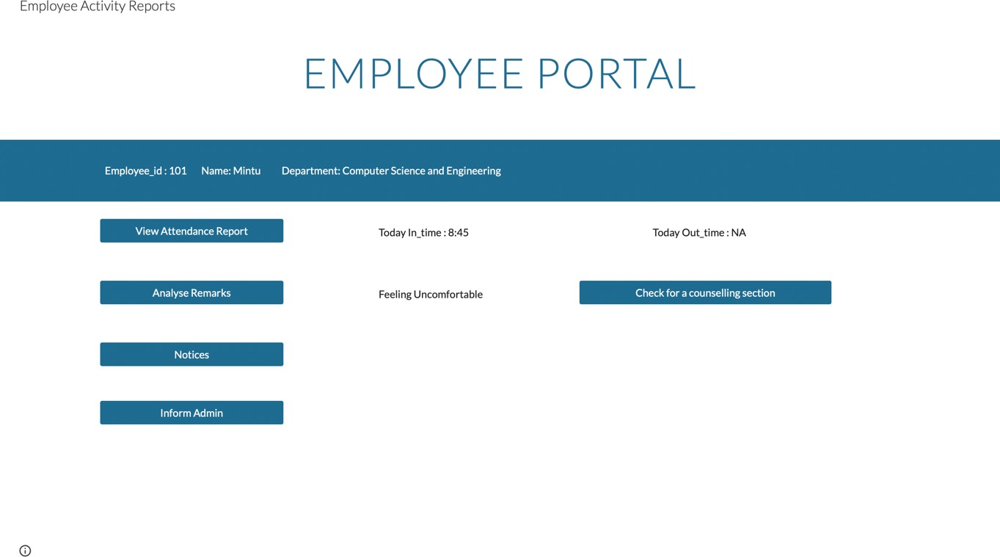 Employee Activity Reports
EMPLOYEE PORTAL
Employee_id : 101 Name: Mintu Department: Computer Science and Engineering
View Attendance Report Today In_time : 8:45 Today Out_time : NA
Analyse Remarks Feeling Uncomfortable Check for a counselling section
Notices
Inform Admin